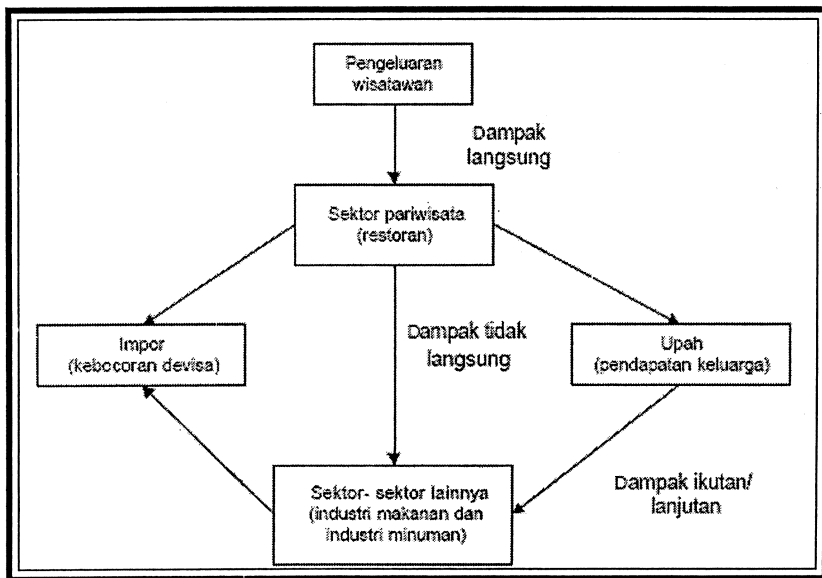 Pengeluaran
wisatawan
Dampak
langsung
Sektor pariwisata
(restoran)
Impor
(kebocoran devisa)
Dampak tidak
langsung
Upah
(pendapatan keluarga)
Sektor- sektor lainnya
(industri makanan dan
industri minuman)
Dampak ikutan/
lanjutan